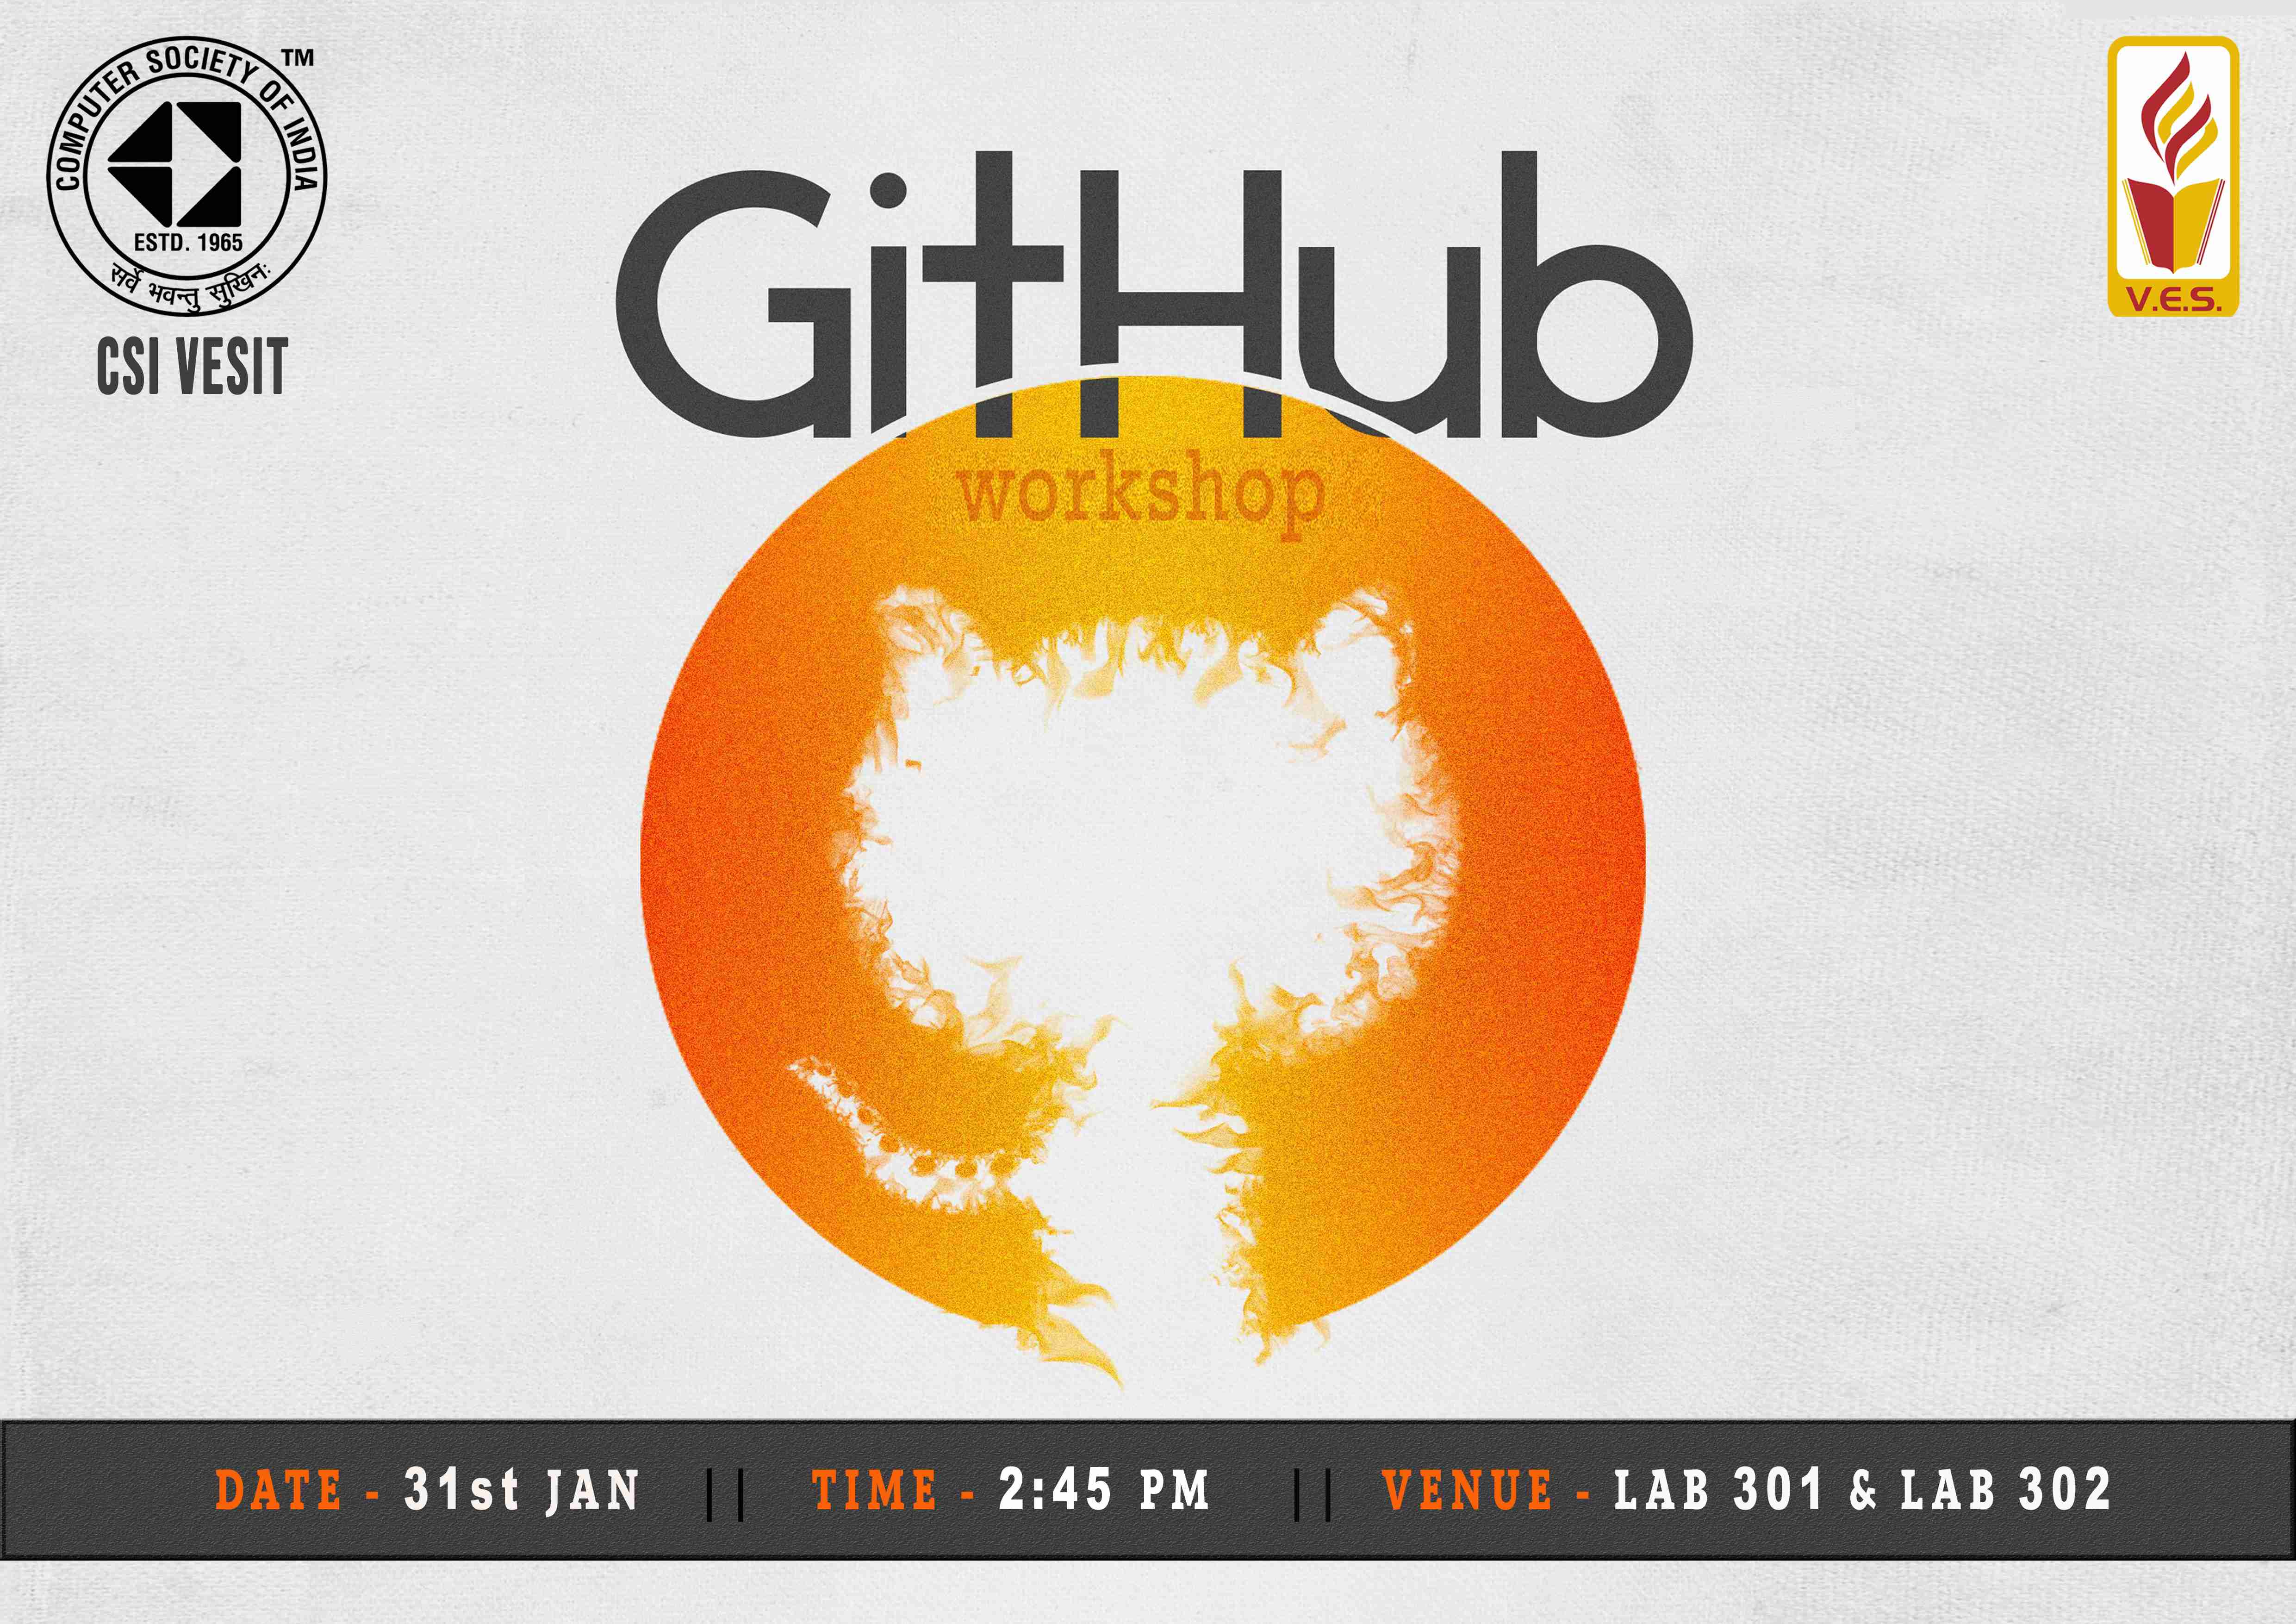 COMPUTER SOCIETY OF INDIA
TM
ESTD. 1965
सर्वे भवन्तु सुखिनः
CSI VESIT
V.E.S.
GitHub
workshop
DATE - 31st JAN || TIME - 2:45 PM || VENUE - LAB 301 & LAB 302